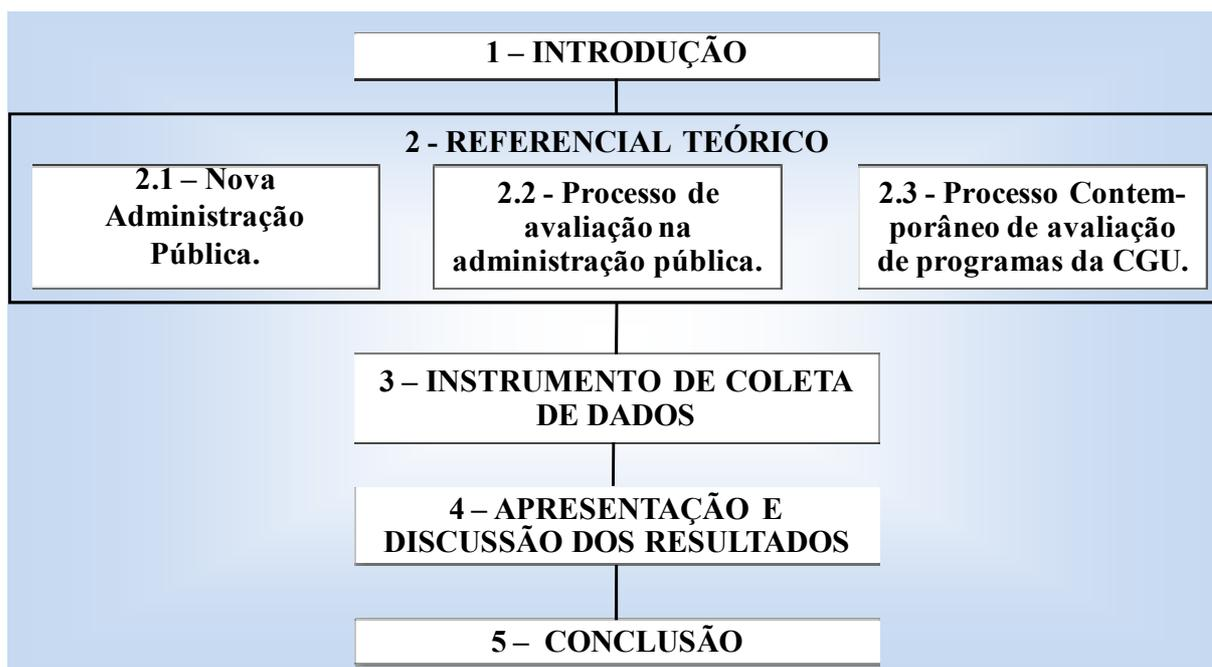 1 – INTRODUÇÃO
2 - REFERENCIAL TEÓRICO
2.1 – Nova
Administração
Pública.
2.2 - Processo de
avaliação na
administração pública.
2.3 - Processo Contem-
porâneo de avaliação
de programas da CGU.
3 – INSTRUMENTO DE COLETA
DE DADOS
4 – APRESENTAÇÃO E
DISCUSSÃO DOS RESULTADOS
5 – CONCLUSÃO